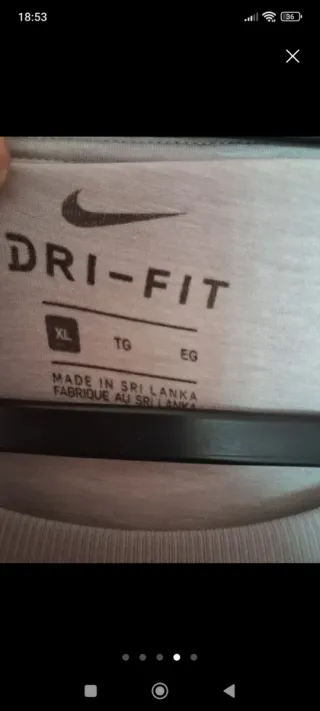 18:53
36
DRI-FIT
XL
TG
EG
MADE IN SRI LANKA
FABRIQUE AU SRI LANKA